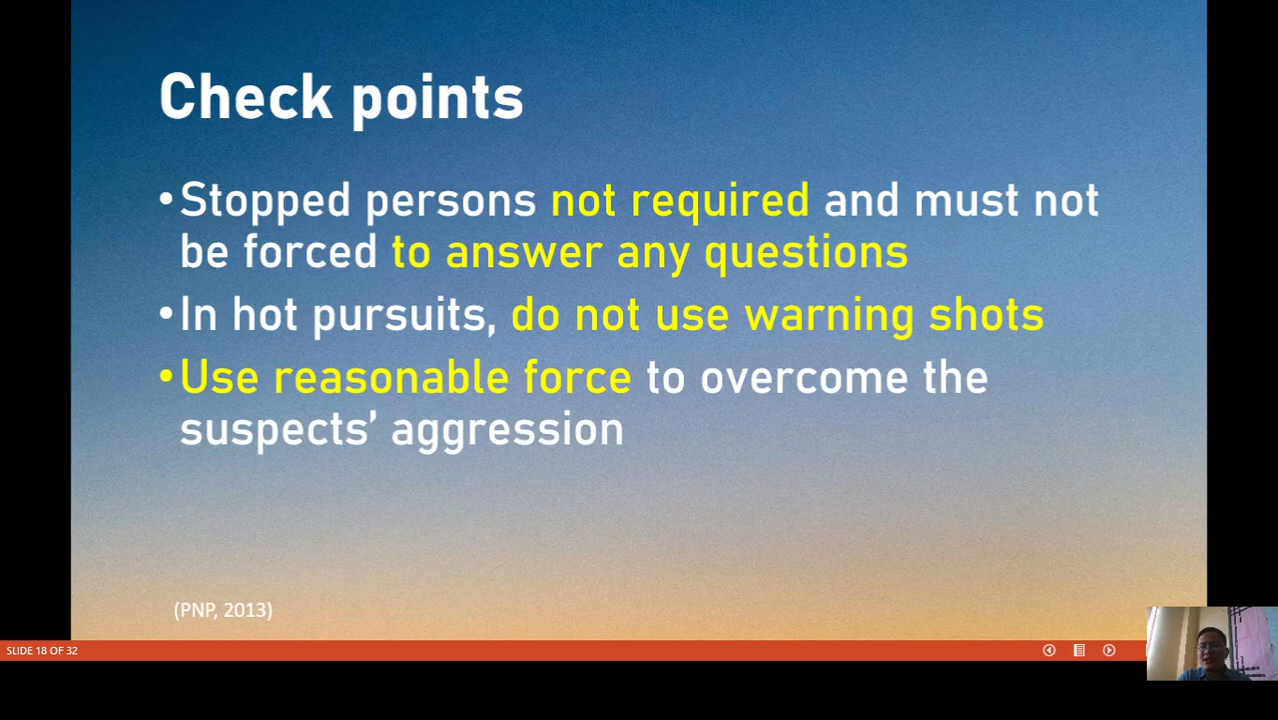 Check points
•Stopped persons not required and must not
be forced to answer any questions
•In hot pursuits, do not use warning shots
•Use reasonable force to overcome the
suspects’ aggression
(PNP, 2013)
SLIDE 18 OF 32